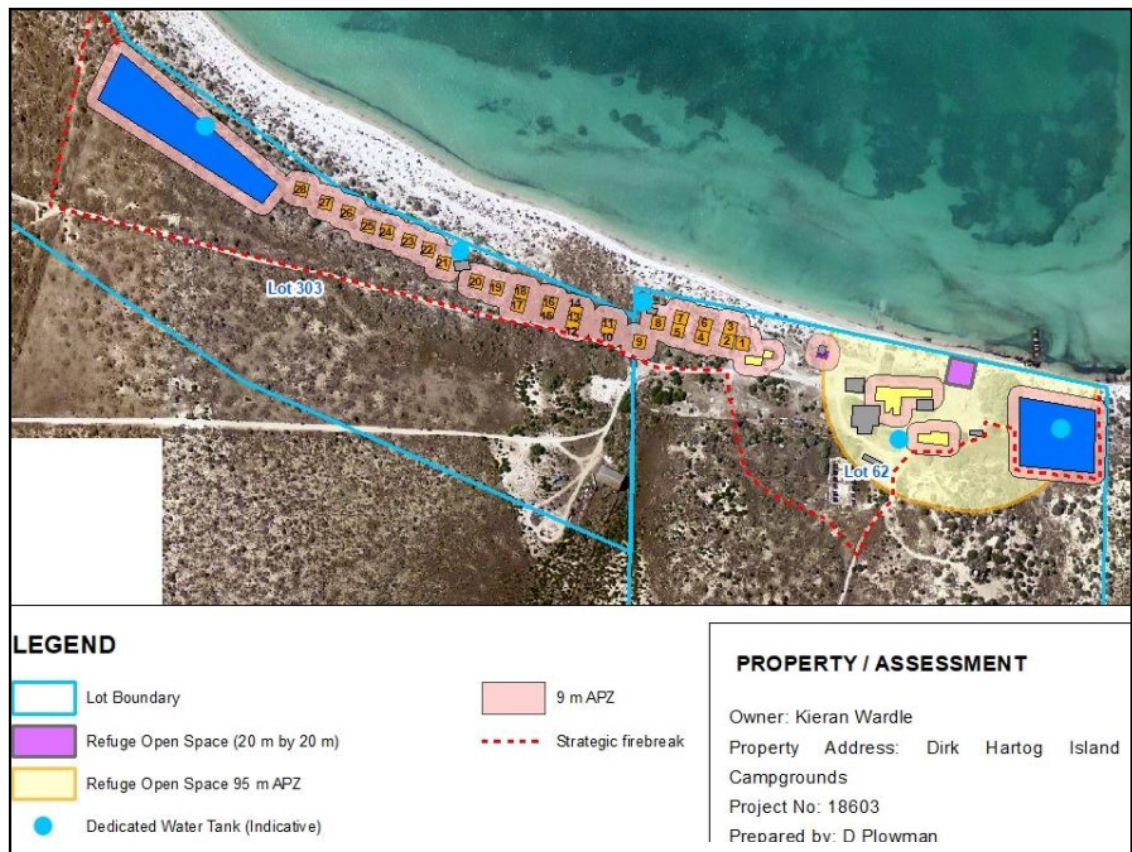 28
27
26
25
24
23
22
21
20
19
18
17
16
15
14
13
12
11
10
9
8
7
6
5
4
3
2
1
Lot 303
Lot 62
LEGEND
Lot Boundary
Refuge Open Space (20 m by 20 m)
Refuge Open Space 95 m APZ
Dedicated Water Tank (Indicative)
9 m APZ
Strategic firebreak
PROPERTY / ASSESSMENT
Owner: Kieran Wardle
Property Address: Dirk Hartog Island
Campgrounds
Project No: 18603
Prepared by: D Plowman